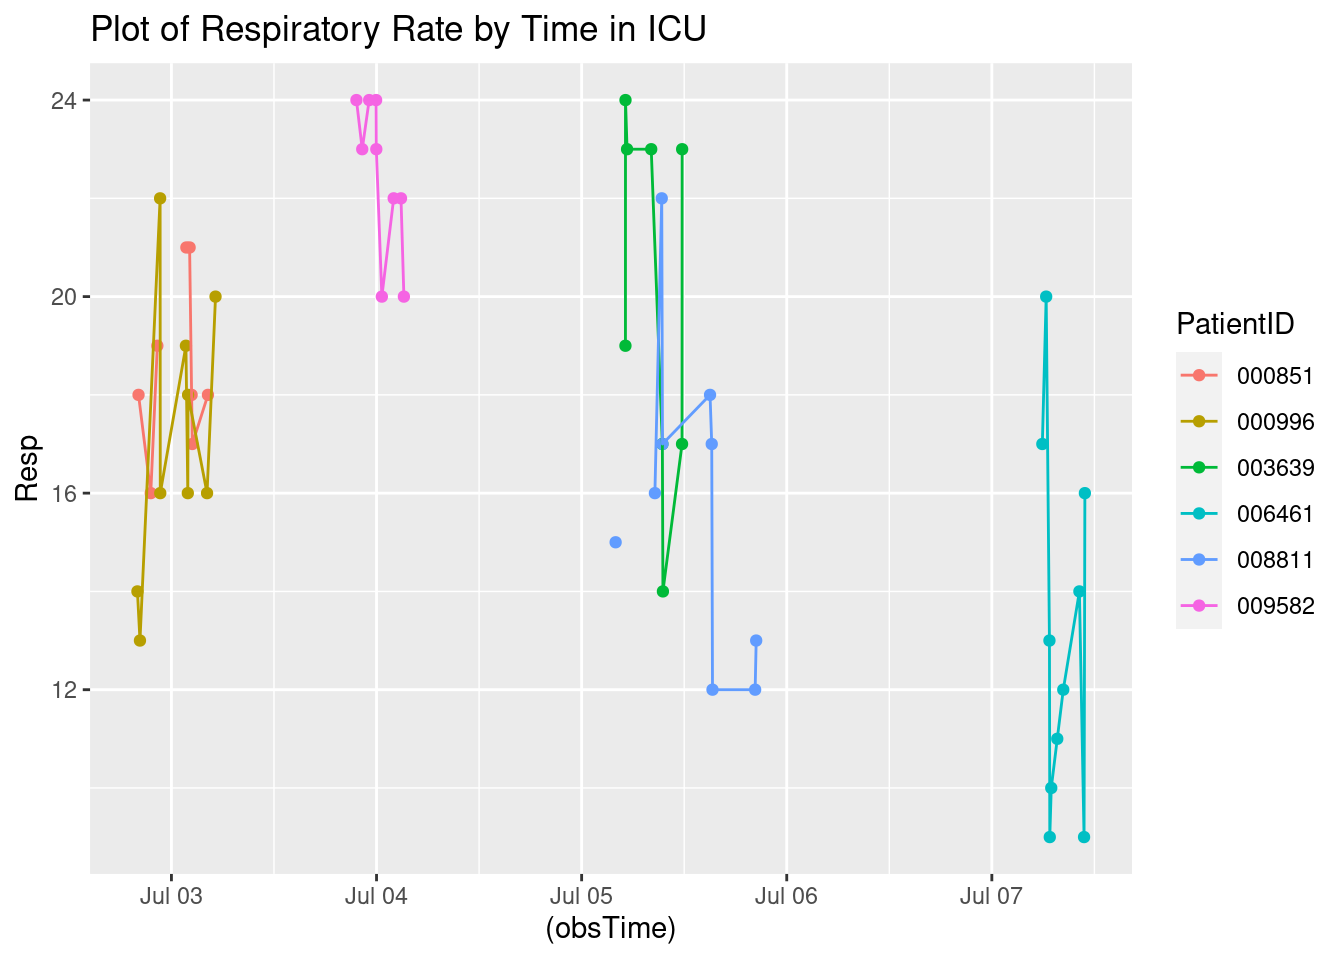 Plot of Respiratory Rate by Time in ICU
24
20
16
12
Resp
Jul 03 Jul 04 Jul 05 Jul 06 Jul 07
(obsTime)
PatientID
000851
000996
003639
006461
008811
009582